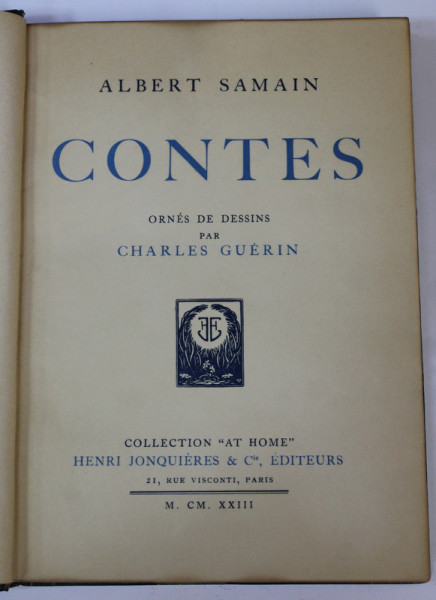 ALBERT SAMAIN
CONTES
ORNÉS DE DESSINS
PAR
CHARLES GUÉRIN
COLLECTION "AT HOME"
HENRI JONQUIÈRES & Cie, ÉDITEURS
21, RUE VISCONTI, PARIS
M. CM. XXIII